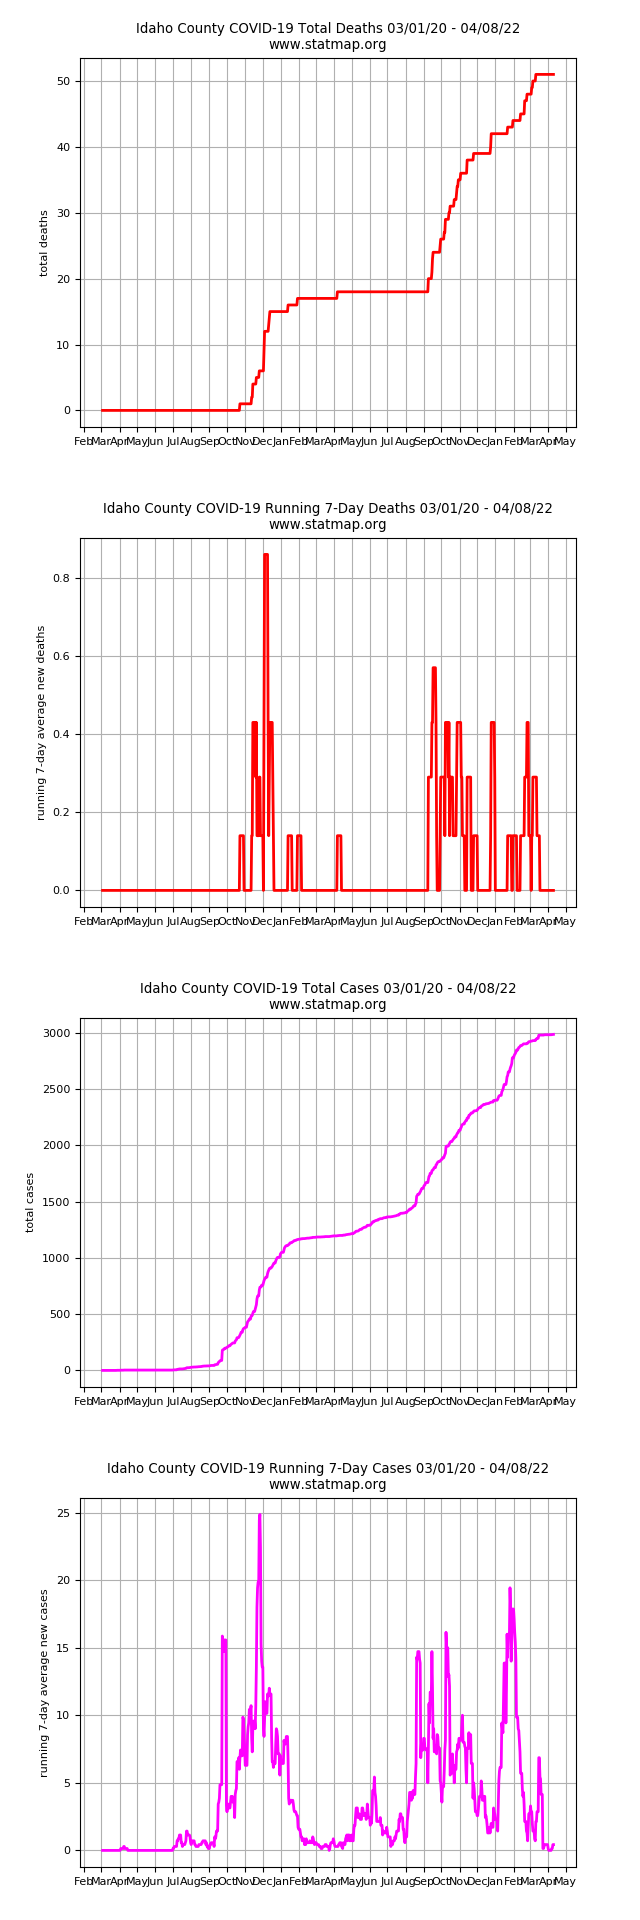 Idaho County COVID-19 Total Deaths 03/01/20 - 04/08/22
www.statmap.org
50
40
30
20
10
0
total deaths
Feb Mar Apr May Jun Jul Aug Sep Oct Nov Dec Jan Feb Mar Apr May Jun Jul Aug Sep Oct Nov Dec Jan Feb Mar Apr May
Idaho County COVID-19 Running 7-Day Deaths 03/01/20 - 04/08/22
www.statmap.org
0.8
0.6
0.4
0.2
0.0
running 7-day average new deaths
Feb Mar Apr May Jun Jul Aug Sep Oct Nov Dec Jan Feb Mar Apr May Jun Jul Aug Sep Oct Nov Dec Jan Feb Mar Apr May
Idaho County COVID-19 Total Cases 03/01/20 - 04/08/22
www.statmap.org
3000
2500
2000
1500
1000
500
0
total cases
Feb Mar Apr May Jun Jul Aug Sep Oct Nov Dec Jan Feb Mar Apr May Jun Jul Aug Sep Oct Nov Dec Jan Feb Mar Apr May
Idaho County COVID-19 Running 7-Day Cases 03/01/20 - 04/08/22
www.statmap.org
25
20
15
10
5
0
running 7-day average new cases
Feb Mar Apr May Jun Jul Aug Sep Oct Nov Dec Jan Feb Mar Apr May Jun Jul Aug Sep Oct Nov Dec Jan Feb Mar Apr May